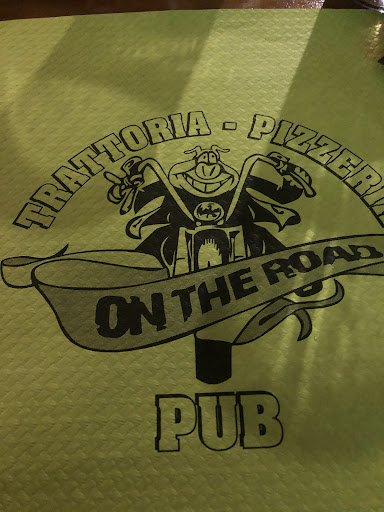 TRATTORIA - PIZZERIA
ON THE ROAD
PUB